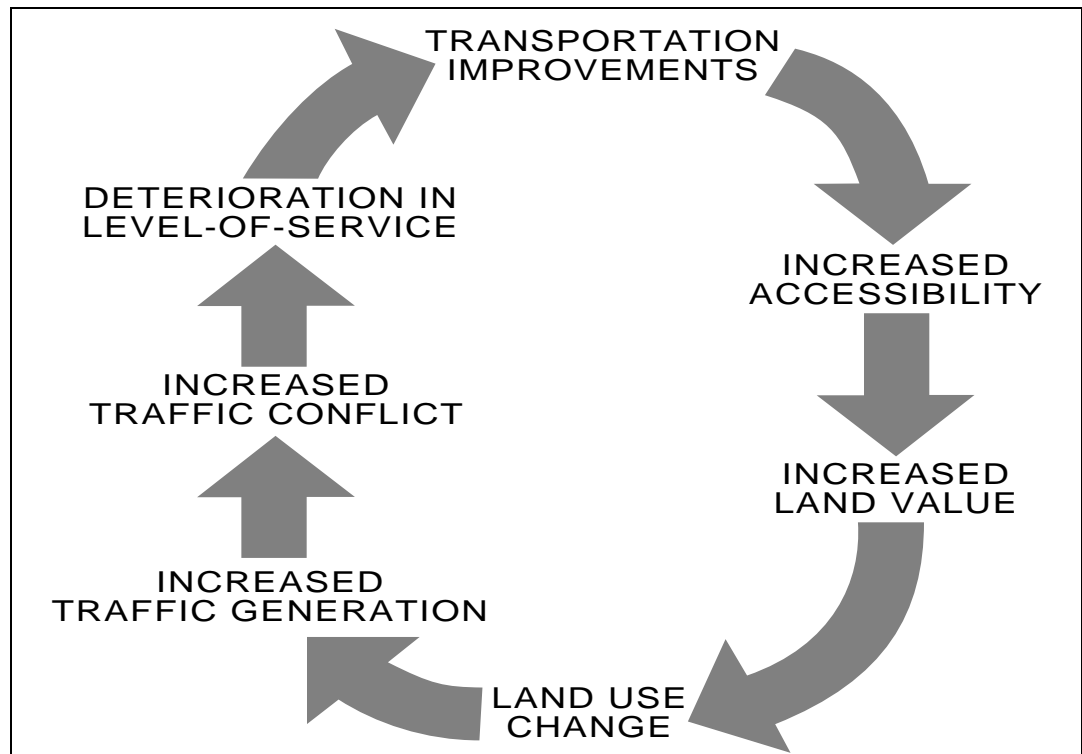 TRANSPORTATION
IMPROVEMENTS
INCREASED
ACCESSIBILITY
INCREASED
LAND VALUE
LAND USE
CHANGE
INCREASED
TRAFFIC GENERATION
INCREASED
TRAFFIC CONFLICT
DETERIORATION IN
LEVEL-OF-SERVICE